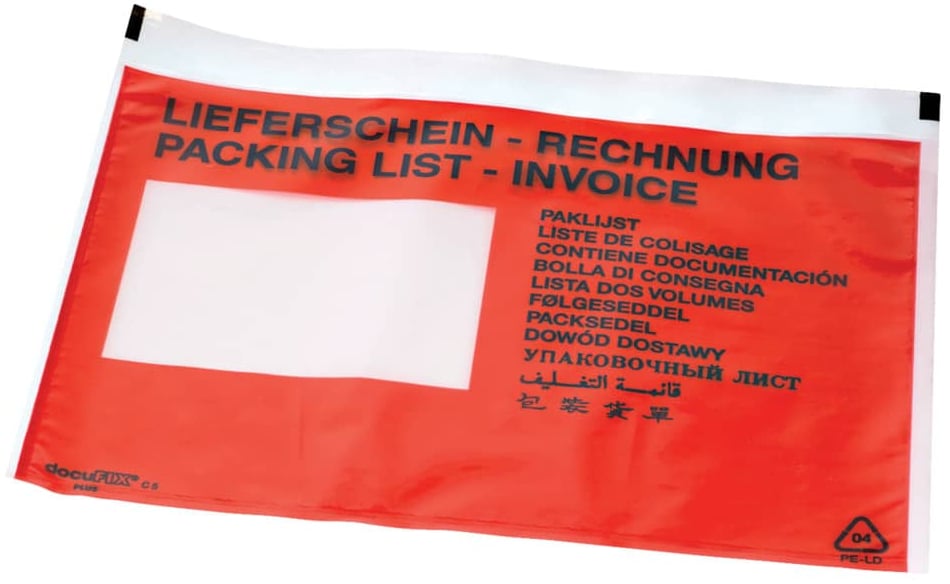 LIEFERSCHEIN - RECHNUNG
PACKING LIST - INVOICE
PAKLIJST
LISTE DE COLISAGE
CONTIENE DOCUMENTACIÓN
BOLLA DI CONSEGNA
LISTA DOS VOLUMES
FØLGESEDDEL
PACKSEDEL
DOWÓD DOSTAWY
УПАКОВОЧНЫЙ ЛИСТ
قائمة التغليف
包裝貨單
docuFIX® C5
PLUS
04
PE-LD